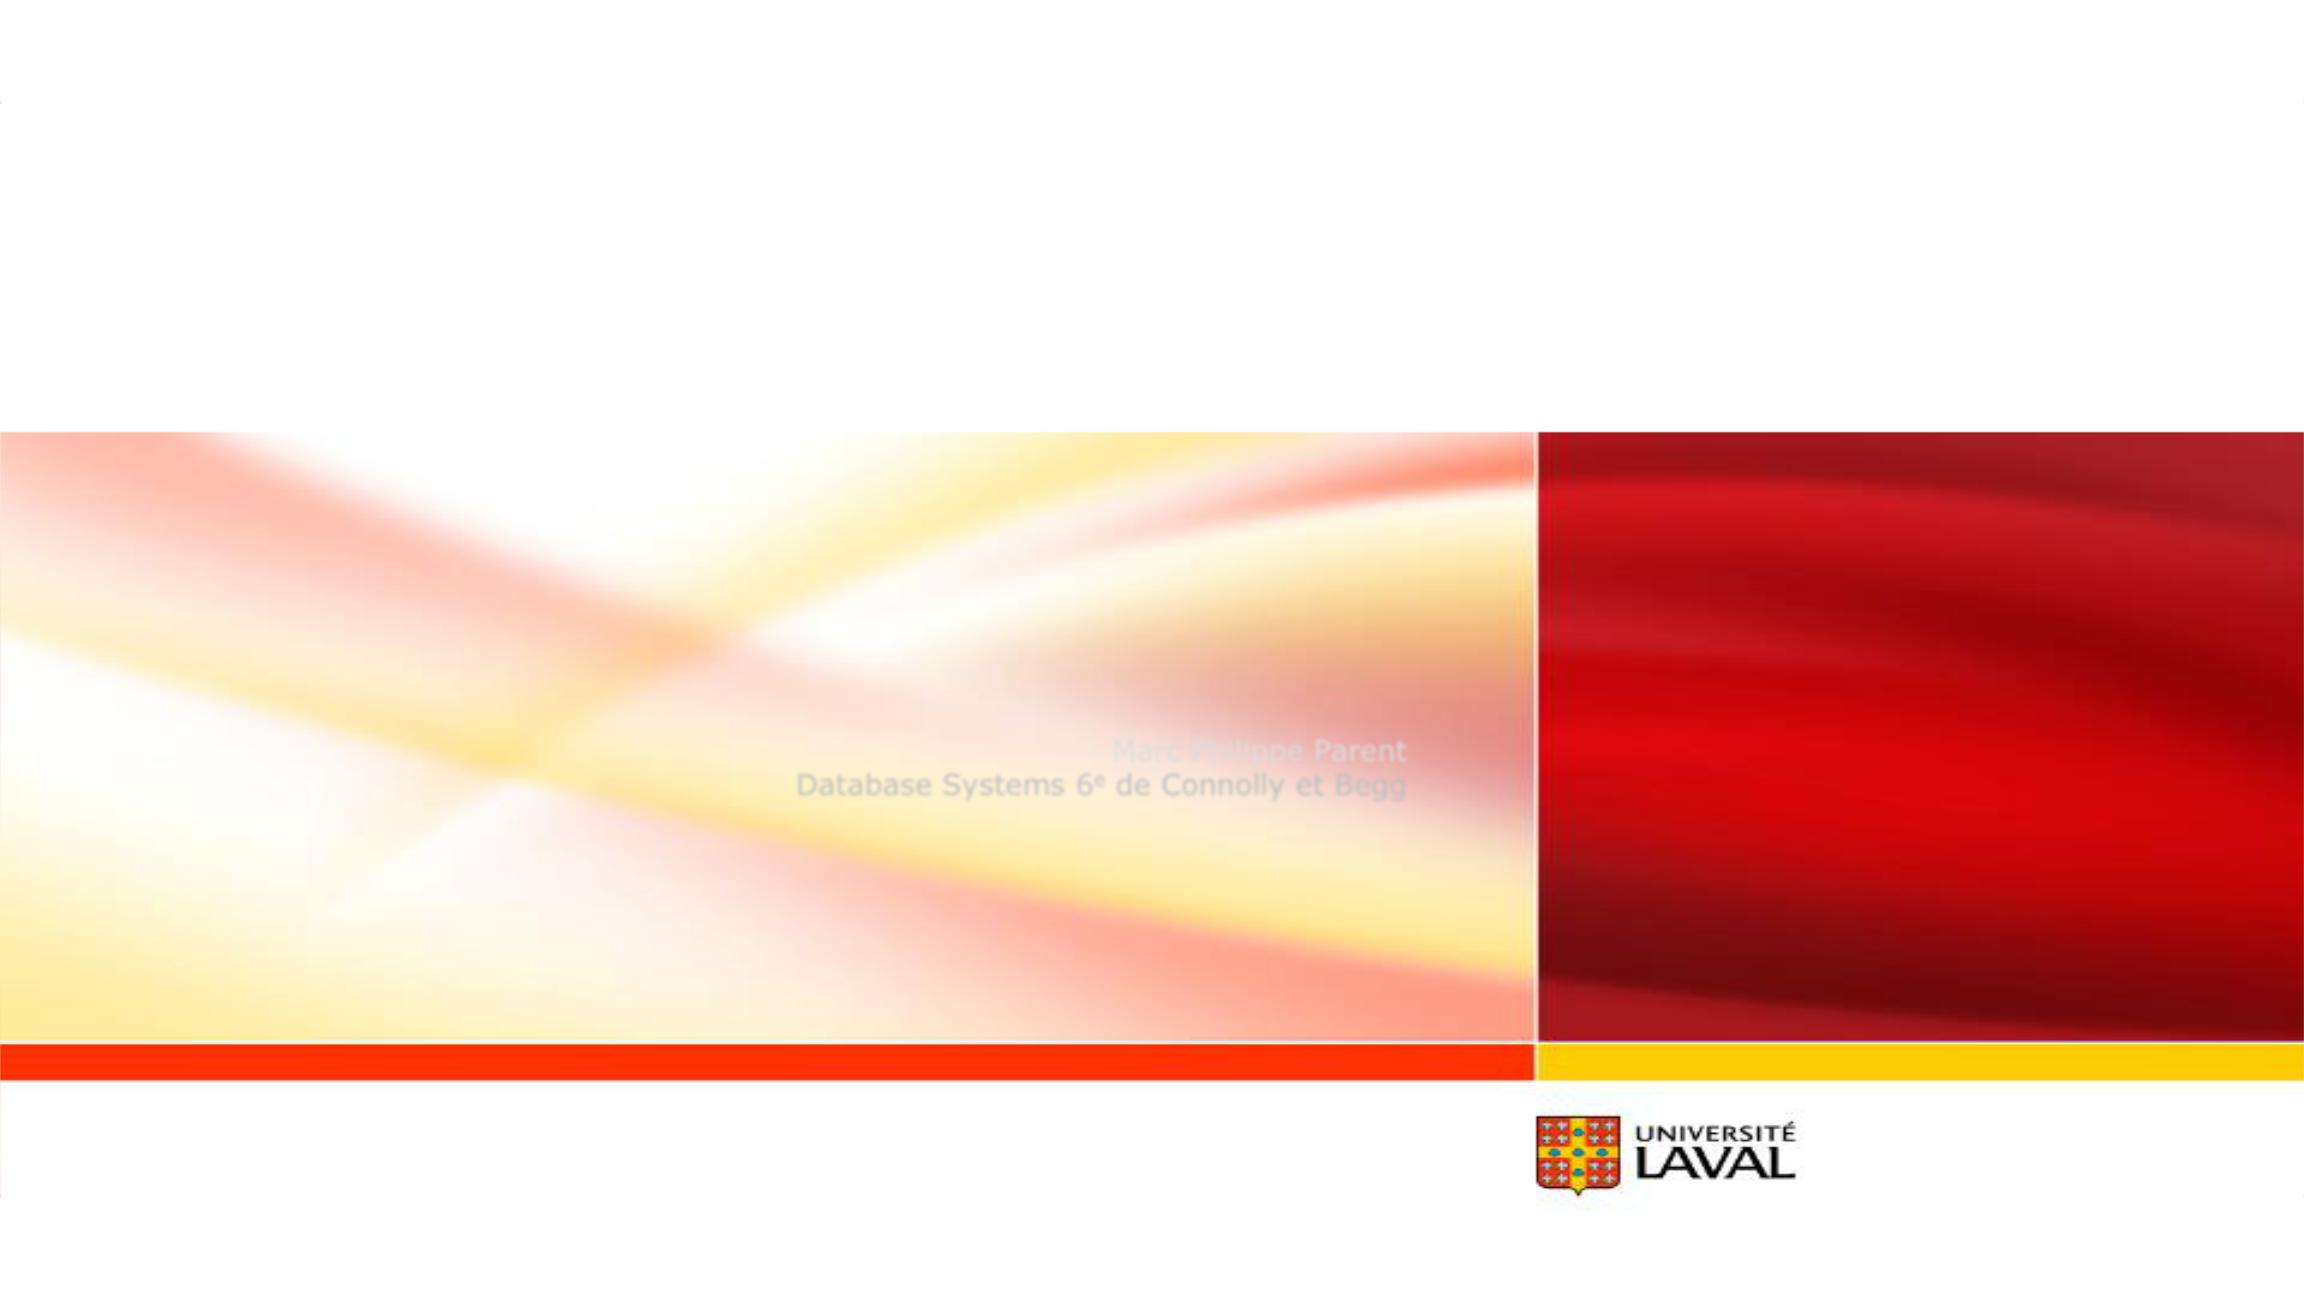 Marc Philippe Parent
Database Systems 6ᵉ de Connolly et Begg
UNIVERSITÉ
LAVAL